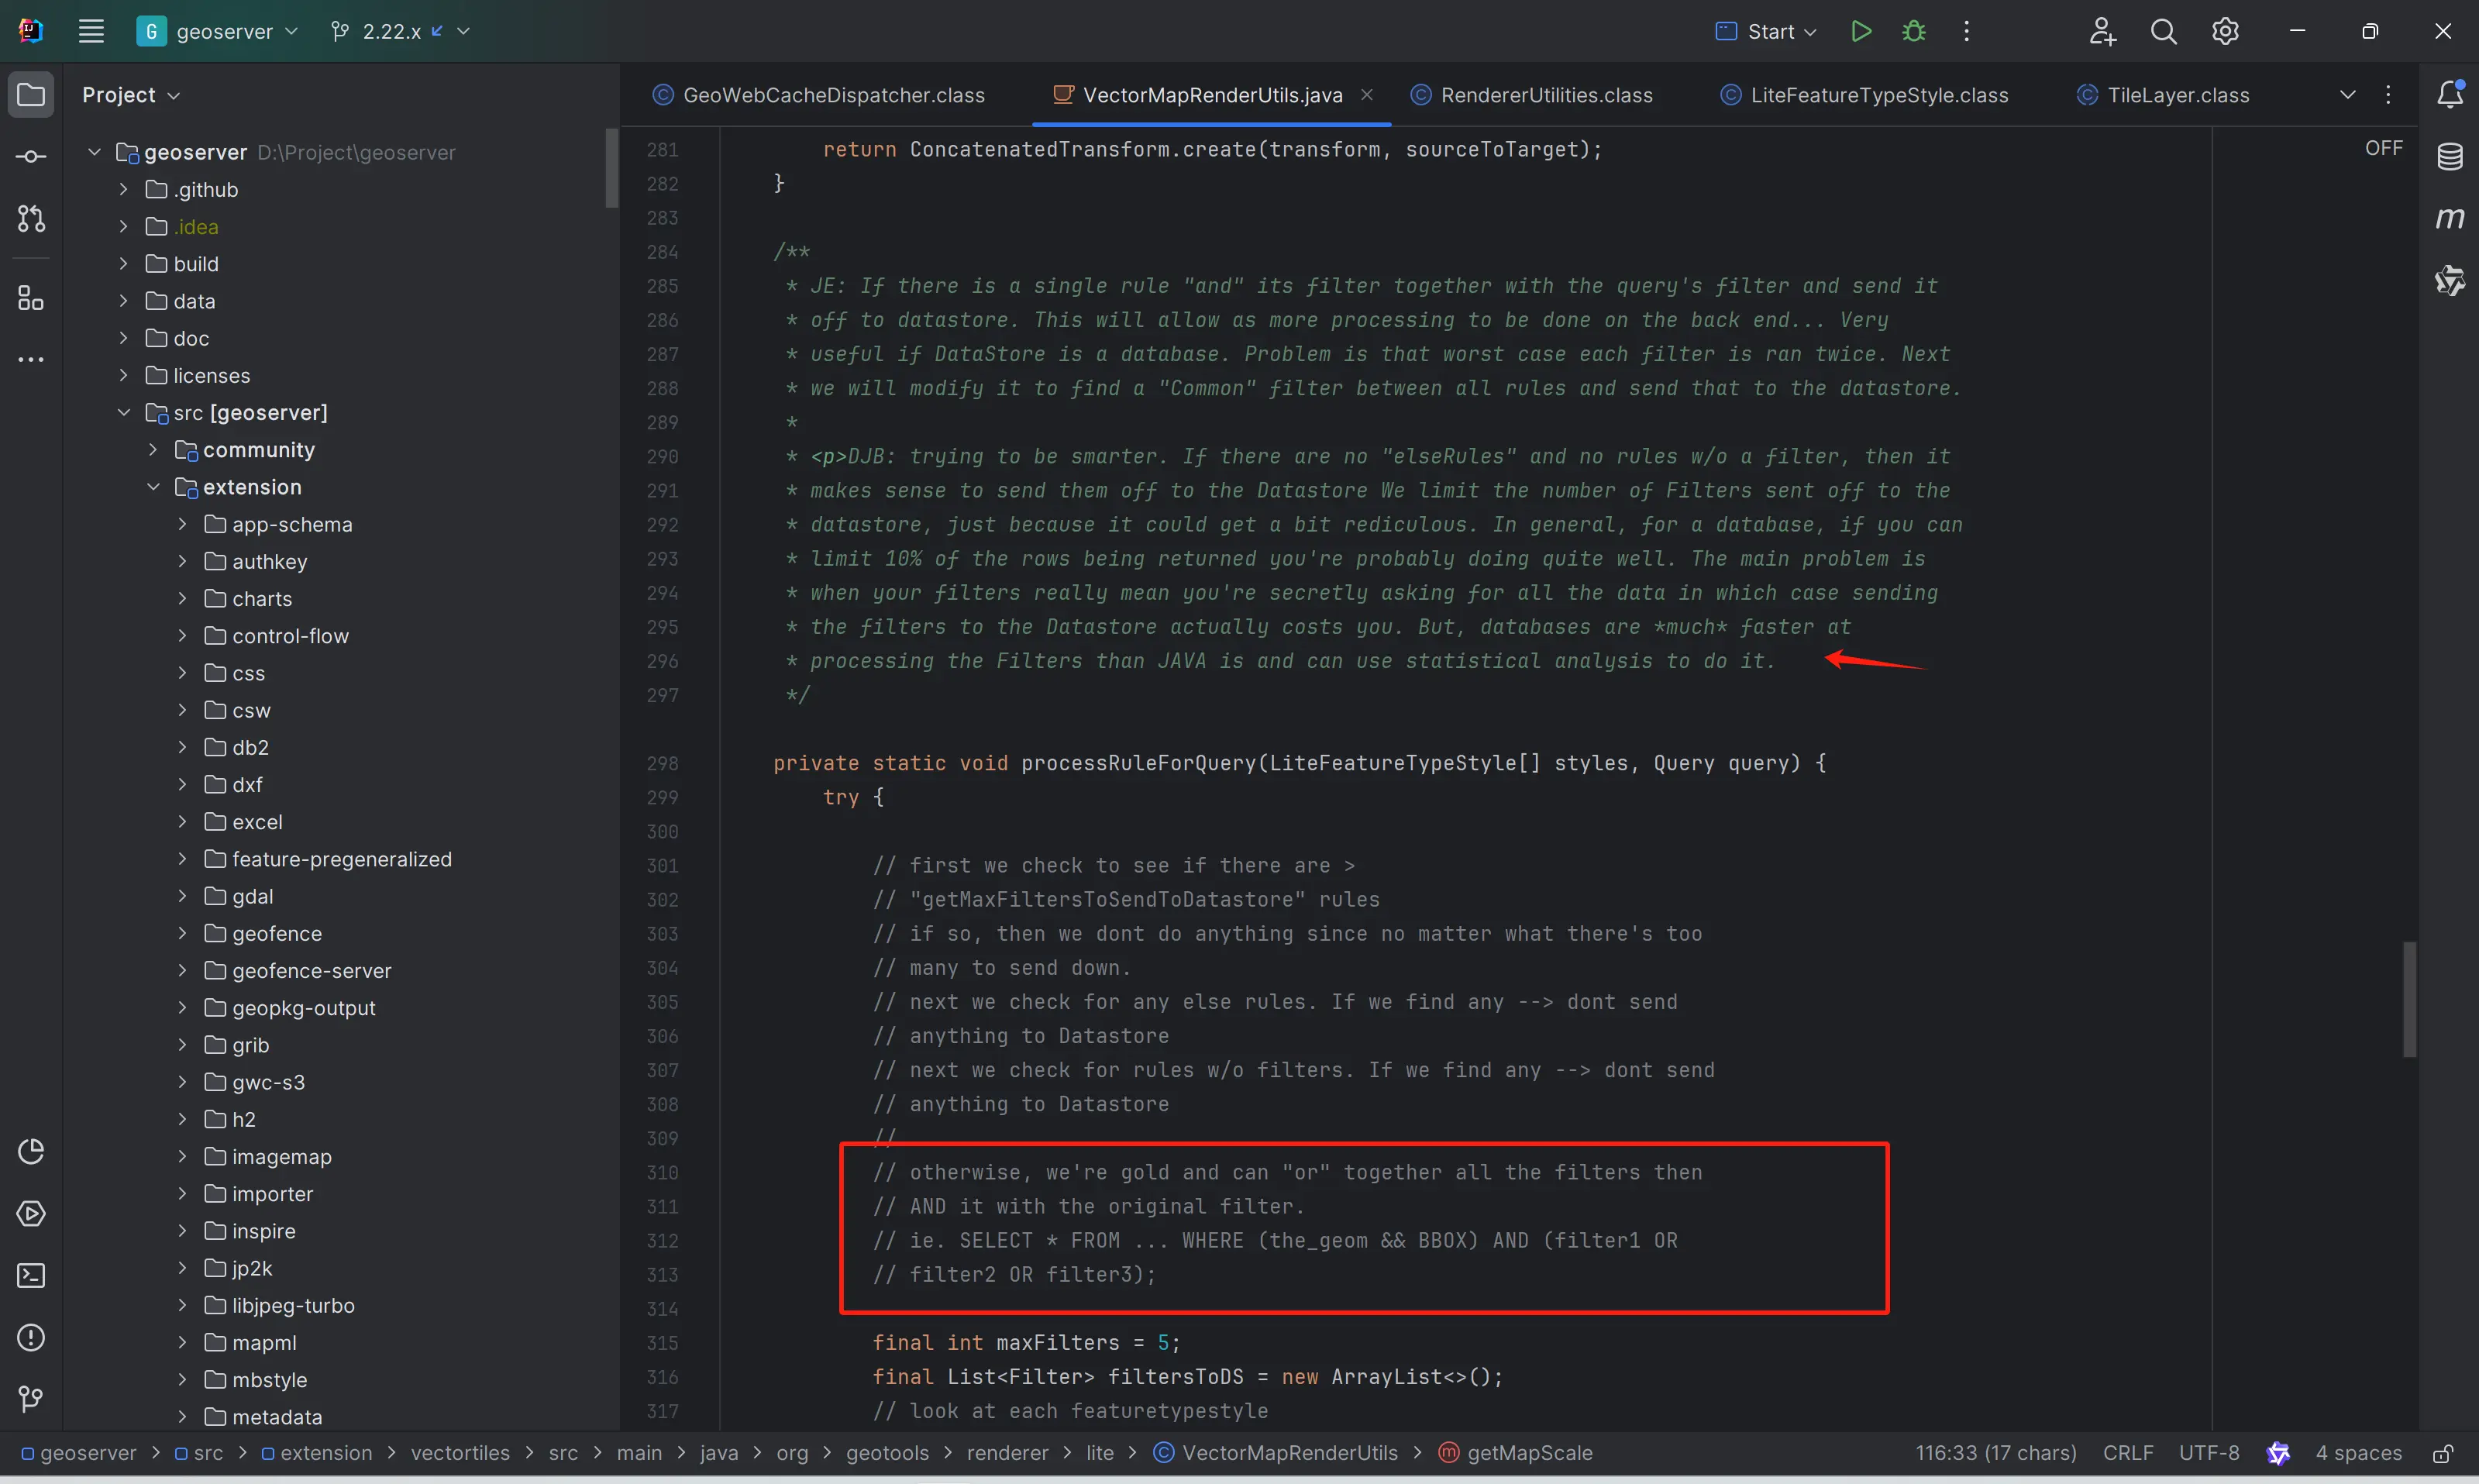 G geoserver
2.22.x
Start
Project
geoserver D:\Project\geoserver
.github
.idea
build
data
doc
licenses
src [geoserver]
community
extension
app-schema
authkey
charts
control-flow
css
csw
db2
dxf
excel
feature-pregeneralized
gdal
geofence
geofence-server
geopkg-output
grib
gwc-s3
h2
imagemap
importer
inspire
jp2k
libjpeg-turbo
mapml
mbstyle
metadata
GeoWebCacheDispatcher.class VectorMapRenderUtils.java RendererUtilities.class LiteFeatureTypeStyle.class TileLayer.class
OFF
281 return ConcatenatedTransform.create(transform, sourceToTarget);
282 }
283
284 /**
285 * JE: If there is a single rule "and" its filter together with the query's filter and send it
286 * off to datastore. This will allow as more processing to be done on the back end... Very
287 * useful if DataStore is a database. Problem is that worst case each filter is ran twice. Next
288 * we will modify it to find a "Common" filter between all rules and send that to the datastore.
289 *
290 * <p>DJB: trying to be smarter. If there are no "elseRules" and no rules w/o a filter, then it
291 * makes sense to send them off to the Datastore We limit the number of Filters sent off to the
292 * datastore, just because it could get a bit rediculous. In general, for a database, if you can
293 * limit 10% of the rows being returned you're probably doing quite well. The main problem is
294 * when your filters really mean you're secretly asking for all the data in which case sending
295 * the filters to the Datastore actually costs you. But, databases are *much* faster at
296 * processing the Filters than JAVA is and can use statistical analysis to do it.
297 */
298 private static void processRuleForQuery(LiteFeatureTypeStyle[] styles, Query query) {
299 try {
300
301 // first we check to see if there are >
302 // "getMaxFiltersToSendToDatastore" rules
303 // if so, then we dont do anything since no matter what there's too
304 // many to send down.
305 // next we check for any else rules. If we find any --> dont send
306 // anything to Datastore
307 // next we check for rules w/o filters. If we find any --> dont send
308 // anything to Datastore
309 //
310 // otherwise, we're gold and can "or" together all the filters then
311 // AND it with the original filter.
312 // ie. SELECT * FROM ... WHERE (the_geom && BBOX) AND (filter1 OR
313 // filter2 OR filter3);
314
315 final int maxFilters = 5;
316 final List<Filter> filtersToDS = new ArrayList<>();
317 // look at each featuretypestyle
geoserver > src > extension > vectortiles > src > main > java > org > geotools > renderer > lite > VectorMapRenderUtils > getMapScale
116:33 (17 chars) CRLF UTF-8 4 spaces